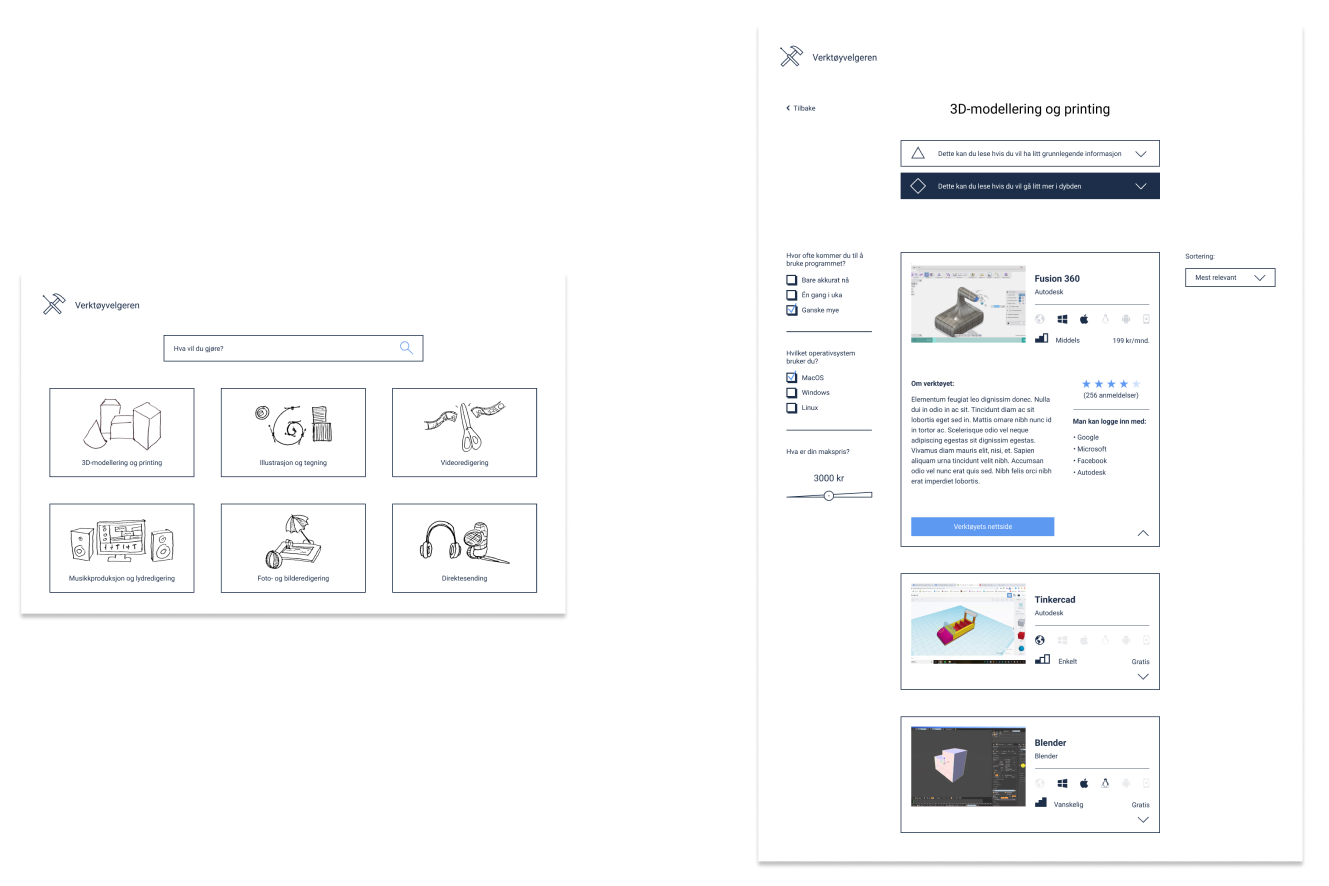 Verktøyvelgeren
Hva vil du gjøre?
3D-modellering og printing
Illustrasjon og tegning
Videoredigering
Musikkproduksjon og lydredigering
Foto- og bilderedigering
Direktesending
Verktøyvelgeren
Tilbake
3D-modellering og printing
Dette kan du lese hvis du vil ha litt grunnlegende informasjon
Dette kan du lese hvis du vil gå litt mer i dybden
Hvor ofte kommer du til å
bruke programmet?
Bare akkurat nå
Én gang i uka
Ganske mye
Hvilket operativsystem
bruker du?
MacOS
Windows
Linux
Hva er din makspris?
3000 kr
Fusion 360
Autodesk
Middels
199 kr/mnd.
Om verktøyet:
Elementum feugiat leo dignissim donec. Nulla
dui in odio in ac sit. Tincidunt diam ac sit
lobortis eget sed in. Mattis ornare nibh nunc id
in tortor ac. Scelerisque odio vel neque
adipiscing egestas sit dignissim egestas.
Vivamus diam mauris elit, nisi, et. Sapien
aliquam urna tincidunt velit nibh. Accumsan
odio vel nunc erat quis sed. Nibh felis orci nibh
erat imperdiet lobortis.
(256 anmeldelser)
Man kan logge inn med:
• Google
• Microsoft
• Facebook
• Autodesk
Verktøyets nettside
Sortering:
Mest relevant
Tinkercad
Autodesk
Enkelt
Gratis
Blender
Blender
Vanskelig
Gratis